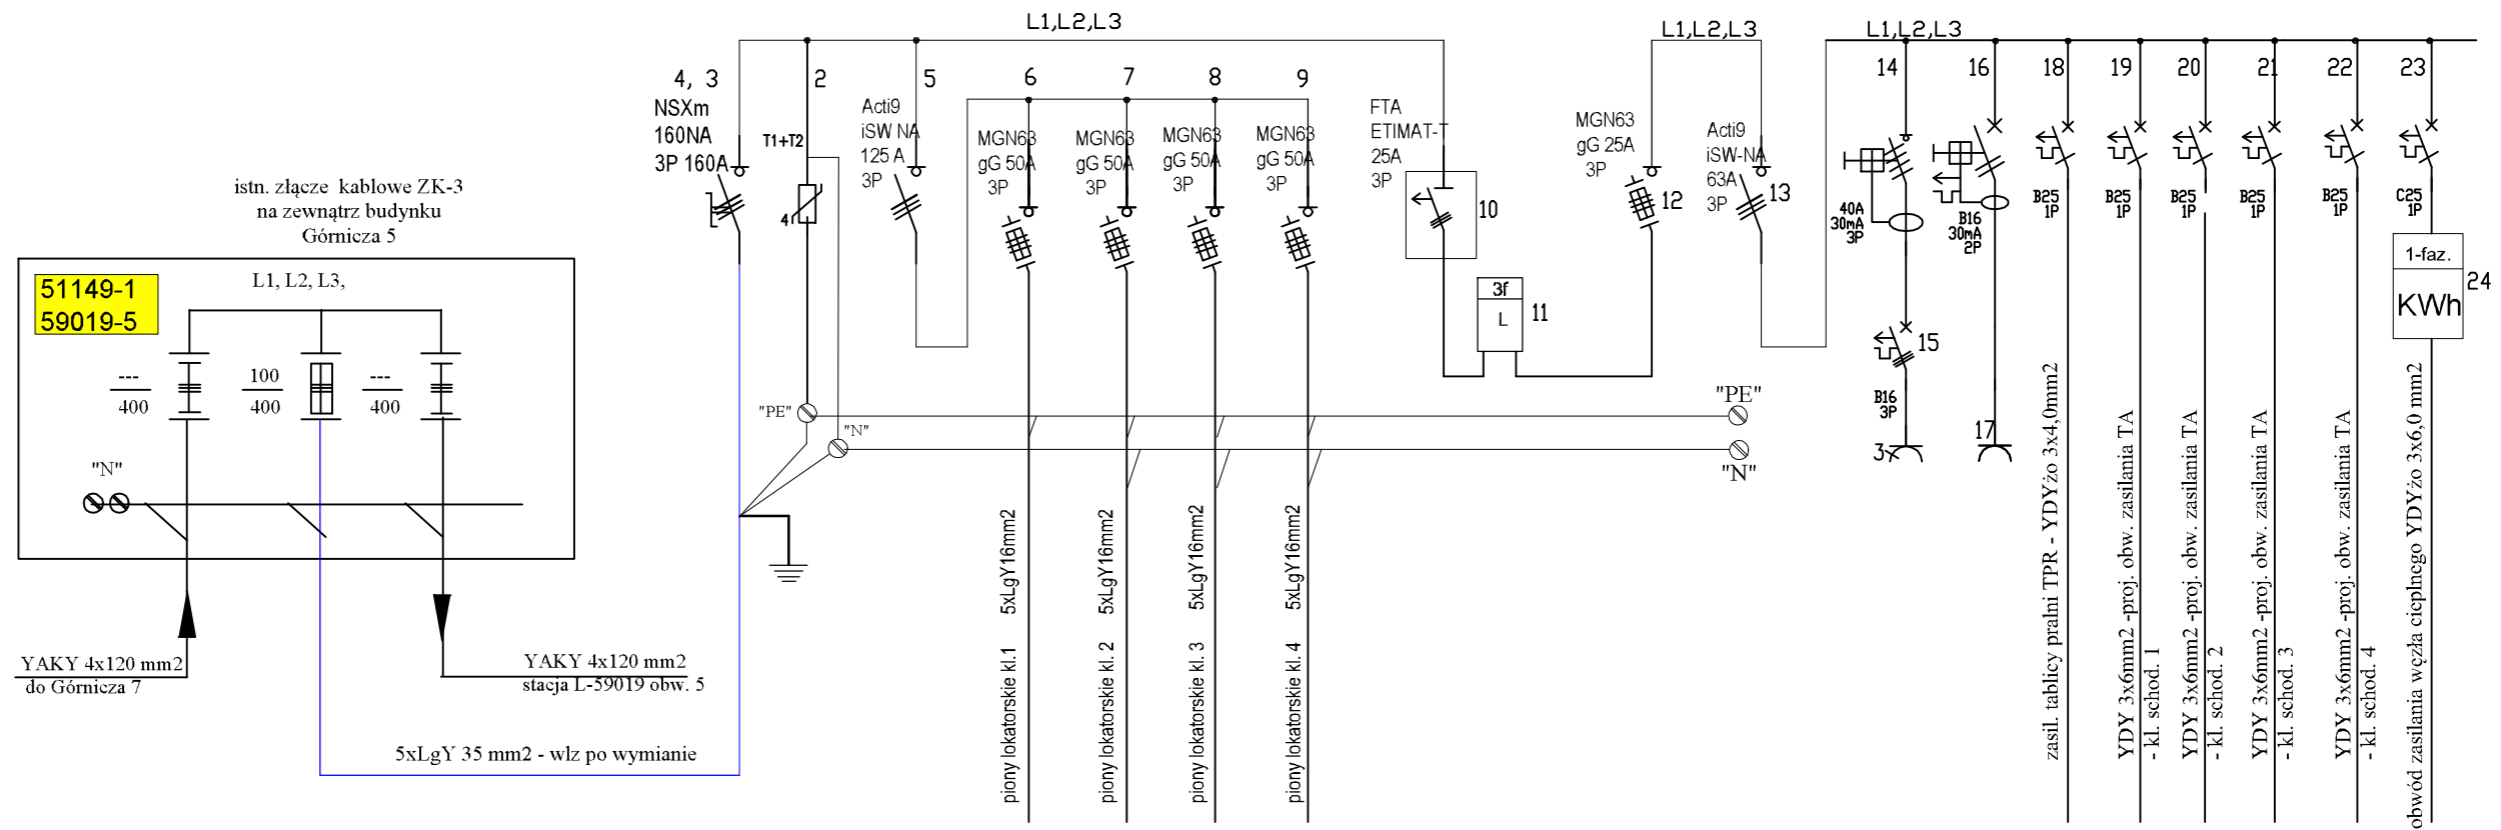 istn. złącze kablowe ZK-3
na zewnątrz budynku
Górnicza 5
51149-1
59019-5
L1, L2, L3,
---
400
100
400
---
400
"N"
YAKY 4x120 mm2
do Górnicza 7
YAKY 4x120 mm2
stacja L-59019 obw. 5
5xLgY 35 mm2 - wlz po wymianie
L1,L2,L3
4, 3
NSXm
160NA
3P 160A
2
T1+T2
4
5
Acti9
iSW NA
125 A
3P
6
MGN63
gG 50A
3P
7
MGN63
gG 50A
3P
8
MGN63
gG 50A
3P
9
MGN63
gG 50A
3P
FTA
ETIMAT-T
25A
3P
10
3f
L
11
MGN63
gG 25A
3P
12
L1,L2,L3
Acti9
iSW-NA
63A
3P
13
"PE"
"N"
"PE"
"N"
5xLgY16mm2
piony lokatorskie kl.1
5xLgY16mm2
piony lokatorskie kl. 2
5xLgY16mm2
piony lokatorskie kl. 3
5xLgY16mm2
piony lokatorskie kl. 4
L1,L2,L3
14
40A
30mA
3P
15
B16
3P
3x
16
B16
30mA
2P
17
18
B25
1P
zasil. tablicy pralni TPR - YDYżo 3x4,0mm2
19
B25
1P
YDY 3x6mm2 -proj. obw. zasilania TA
- kl. schod. 1
20
B25
1P
YDY 3x6mm2 -proj. obw. zasilania TA
- kl. schod. 2
21
B25
1P
YDY 3x6mm2 -proj. obw. zasilania TA
- kl. schod. 3
22
B25
1P
YDY 3x6mm2 -proj. obw. zasilania TA
- kl. schod. 4
23
C25
1P
1-faz.
KWh
24
obwód zasilania węzła cieplnego YDYżo 3x6,0 mm2